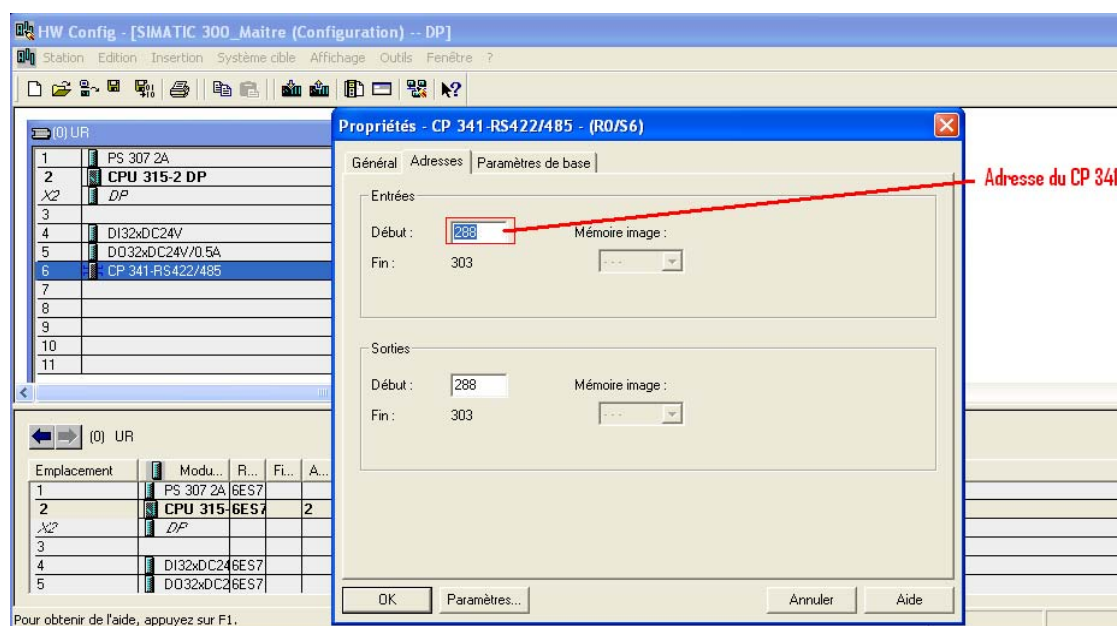 HW Config - [SIMATIC 300_Maitre (Configuration) -- DP]
Station Edition Insertion Système cible Affichage Outils Fenêtre ?
(0) UR
1 PS 307 2A
2 CPU 315-2 DP
X2 DP
3
4 DI32xDC24V
5 DO32xDC24V/0.5A
6 CP 341-RS422/485
7
8
9
10
11
Propriétés - CP 341-RS422/485 - (R0/S6)
Général Adresses Paramètres de base
Entrées
Début : 288 Mémoire image :
Fin : 303 ---
Sorties
Début : 288 Mémoire image :
Fin : 303 ---
OK Paramètres... Annuler Aide
Adresse du CP 341
(0) UR
Emplacement Modu... R... Fi... A...
1 PS 307 2A 6ES7
2 CPU 315- 6ES7 2
X2 DP
3
4 DI32xDC24 6ES7
5 DO32xDC2 6ES7
Pour obtenir de l'aide, appuyez sur F1.